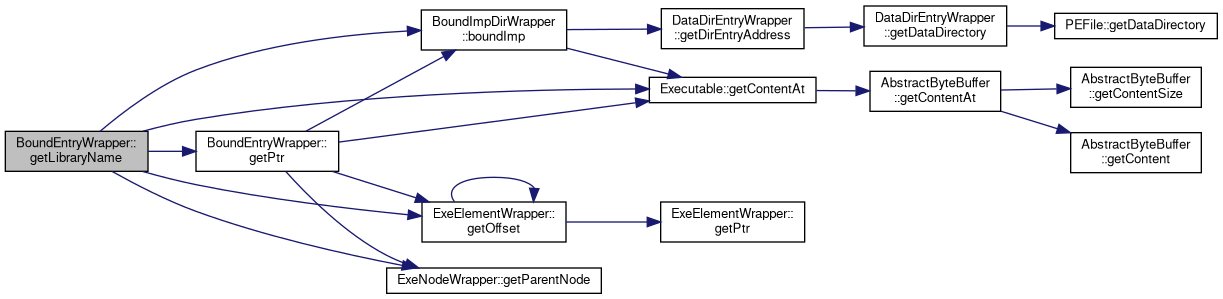 BoundEntryWrapper::
getLibraryName
BoundEntryWrapper::
getPtr
BoundImpDirWrapper
::boundImp
DataDirEntryWrapper
::getDirEntryAddress
DataDirEntryWrapper
::getDataDirectory
PEFile::getDataDirectory
Executable::getContentAt
AbstractByteBuffer
::getContentAt
AbstractByteBuffer
::getContentSize
AbstractByteBuffer
::getContent
ExeElementWrapper::
getOffset
ExeElementWrapper::
getPtr
ExeNodeWrapper::getParentNode